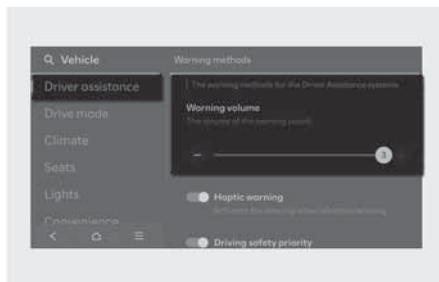 Vehicle
Driver assistance
Drive mode
Climate
Seats
Lights
Convenience
Warning methods
The warning methods for the Driver Assistance systems
Warning volume
The volume of the warning sound
3
Haptic warning
Driving safety priority